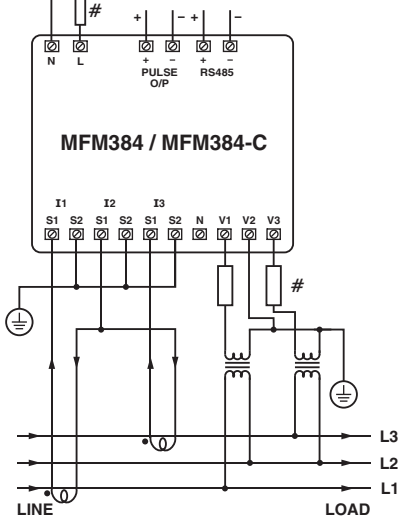 #
+ − + −
N L + − + −
PULSE O/P RS485
MFM384 / MFM384-C
I1 I2 I3
S1 S2 S1 S2 S1 S2 N V1 V2 V3
#
L3
L2
L1
LINE LOAD